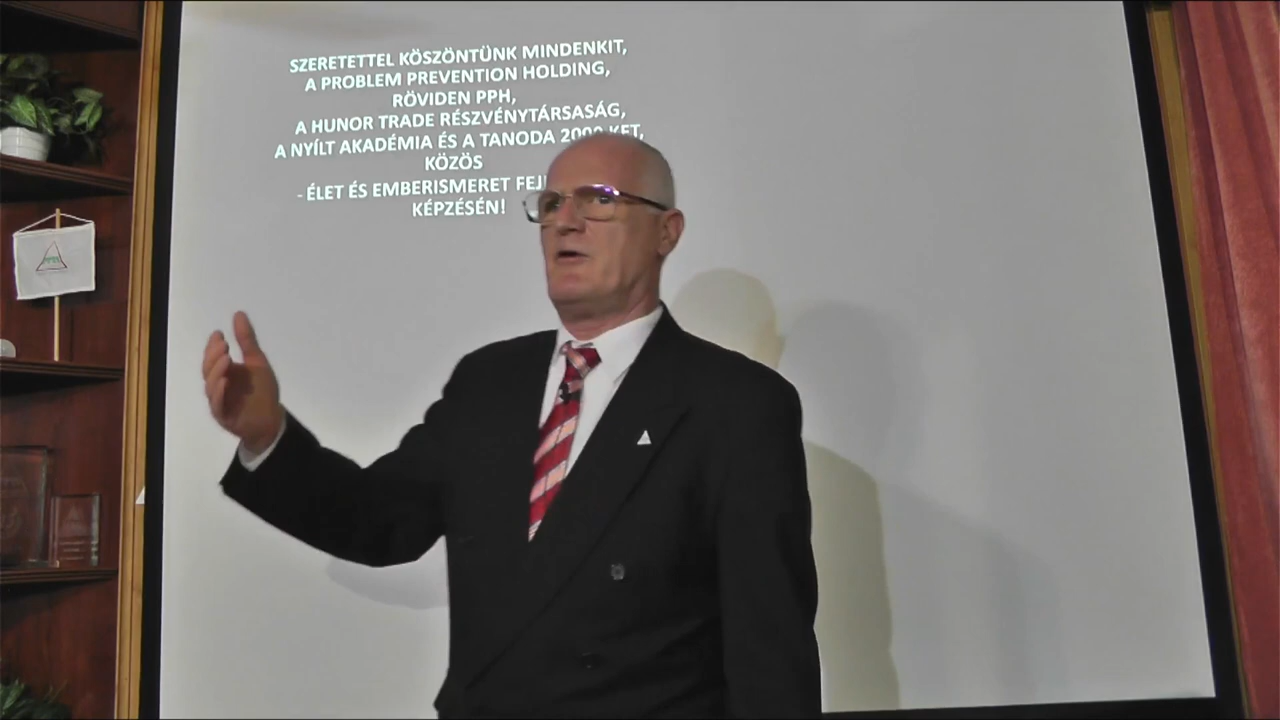 SZERETETTEL KÖSZÖNTÜNK MINDENKIT,
A PROBLEM PREVENTION HOLDING,
RÖVIDEN PPH,
A HUNOR TRADE RÉSZVÉNYTÁRSASÁG,
A NYÍLT AKADÉMIA ÉS A TANODA 2000 KFT,
KÖZÖS
- ÉLET ÉS EMBERISMERET
KÉPZÉSÉN!